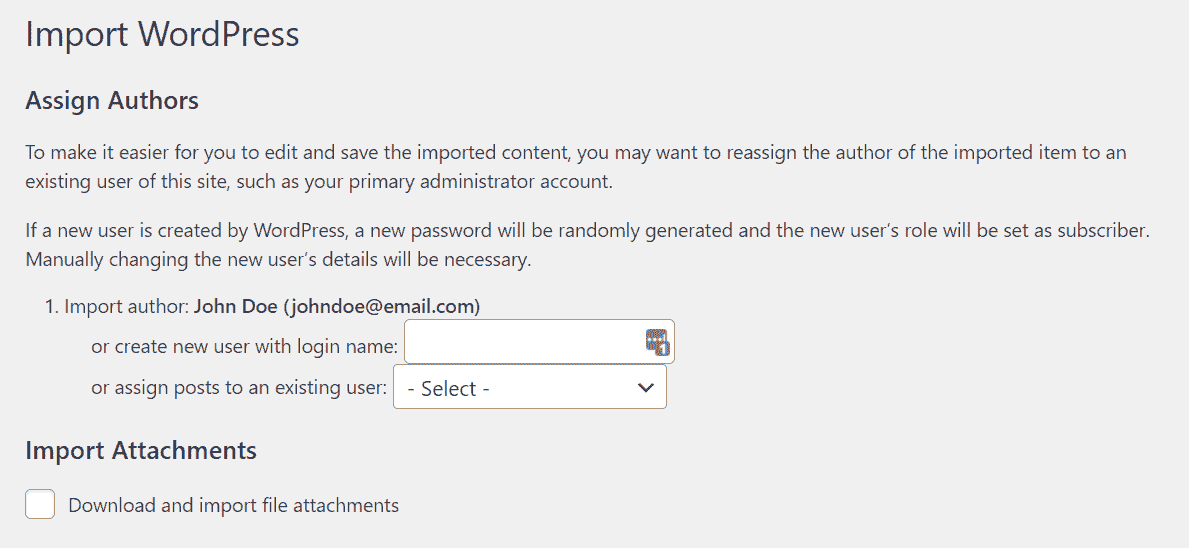 Import WordPress
Assign Authors
To make it easier for you to edit and save the imported content, you may want to reassign the author of the imported item to an
existing user of this site, such as your primary administrator account.
If a new user is created by WordPress, a new password will be randomly generated and the new user’s role will be set as subscriber.
Manually changing the new user’s details will be necessary.
1. Import author: John Doe (johndoe@email.com)
or create new user with login name:
or assign posts to an existing user: - Select -
Import Attachments
Download and import file attachments